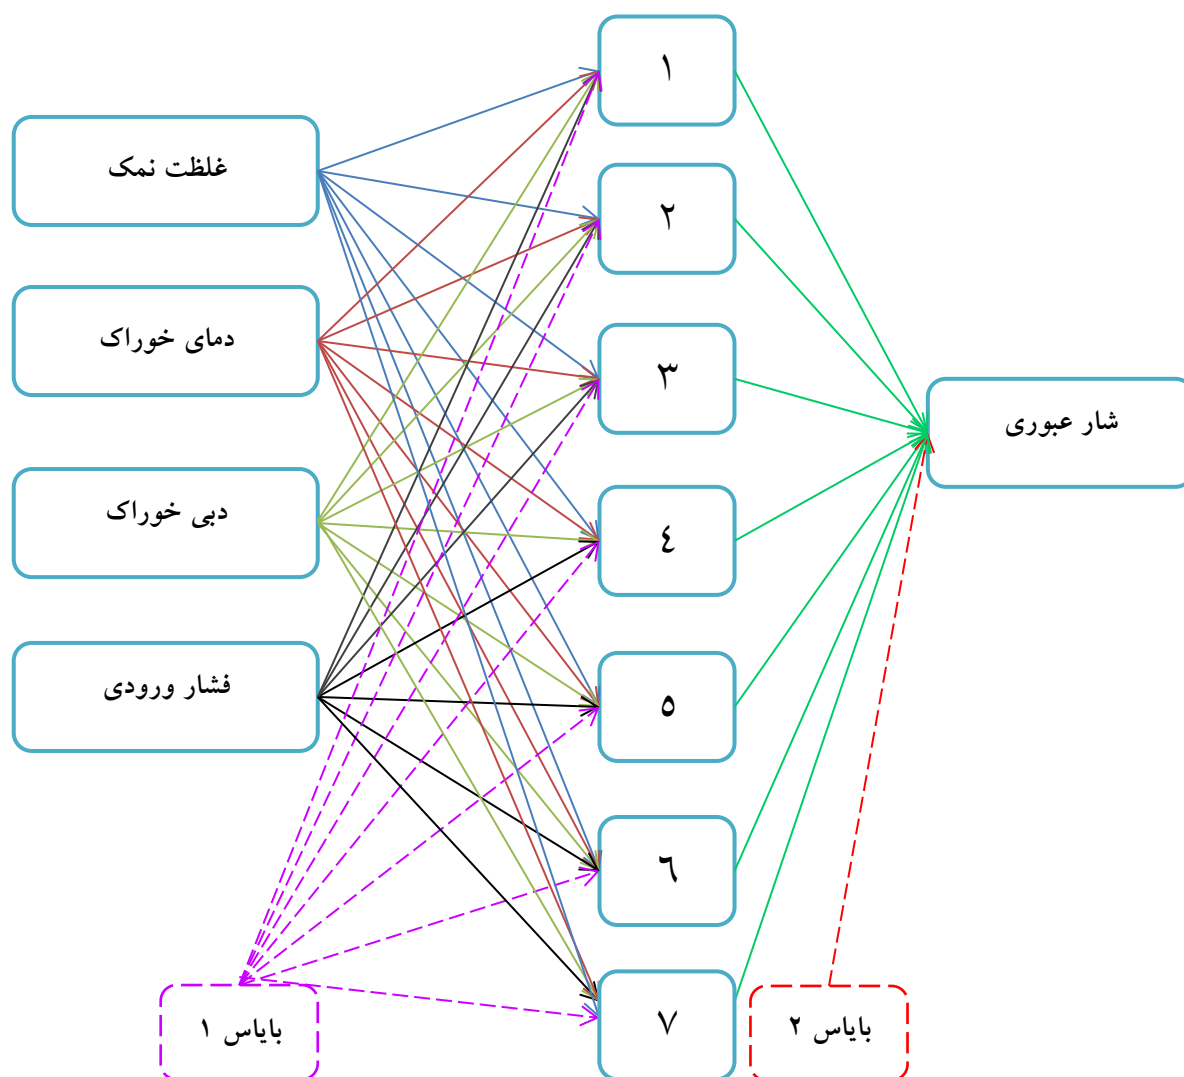 غلظت نمک
دمای خوراک
دبی خوراک
فشار ورودی
بایاس ۱
۱
۲
۳
٤
٥
٦
۷
بایاس ۲
شار عبوری